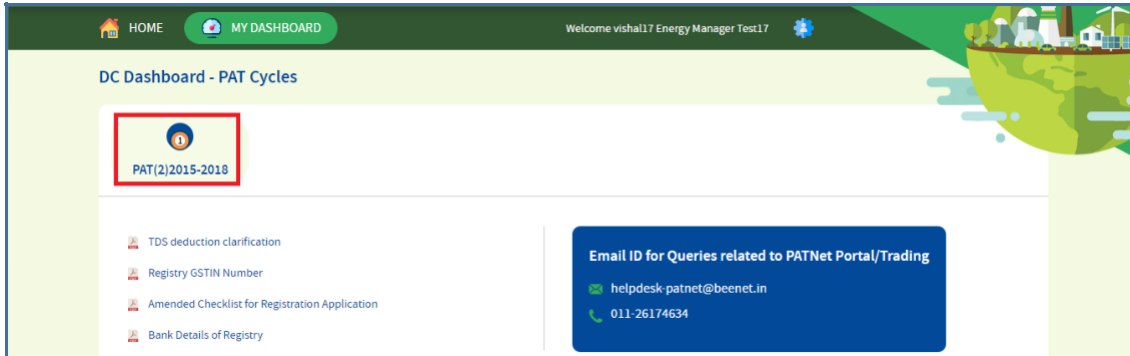 HOME
MY DASHBOARD
Welcome vishal17 Energy Manager Test17
DC Dashboard - PAT Cycles
1
PAT(2)2015-2018
TDS deduction clarification
Registry GSTIN Number
Amended Checklist for Registration Application
Bank Details of Registry
Email ID for Queries related to PATNet Portal/Trading
helpdesk-patnet@beenet.in
011-26174634